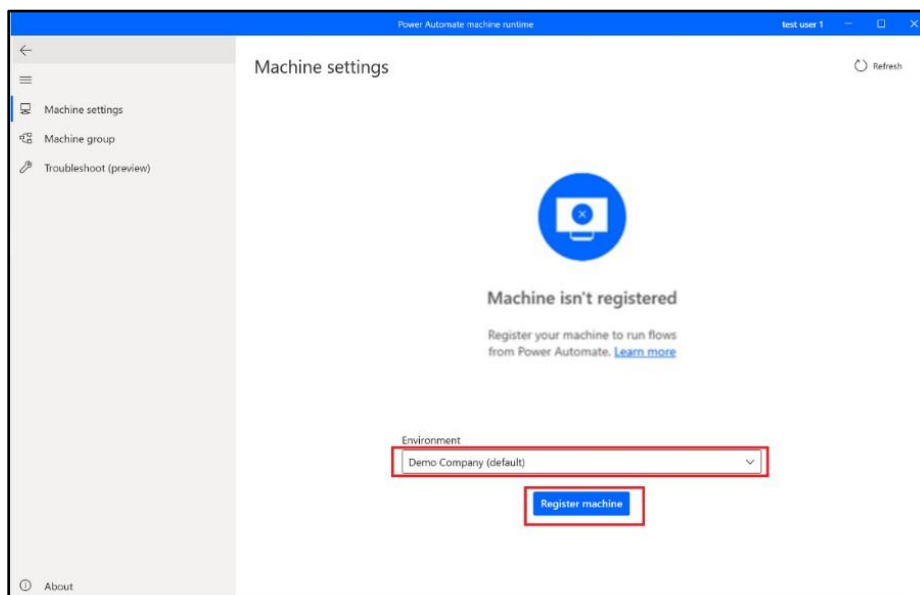 Power Automate machine runtime
test user 1
Machine settings
Refresh
Machine settings
Machine group
Troubleshoot (preview)
Machine isn't registered
Register your machine to run flows
from Power Automate. Learn more
Environment
Demo Company (default)
Register machine
About